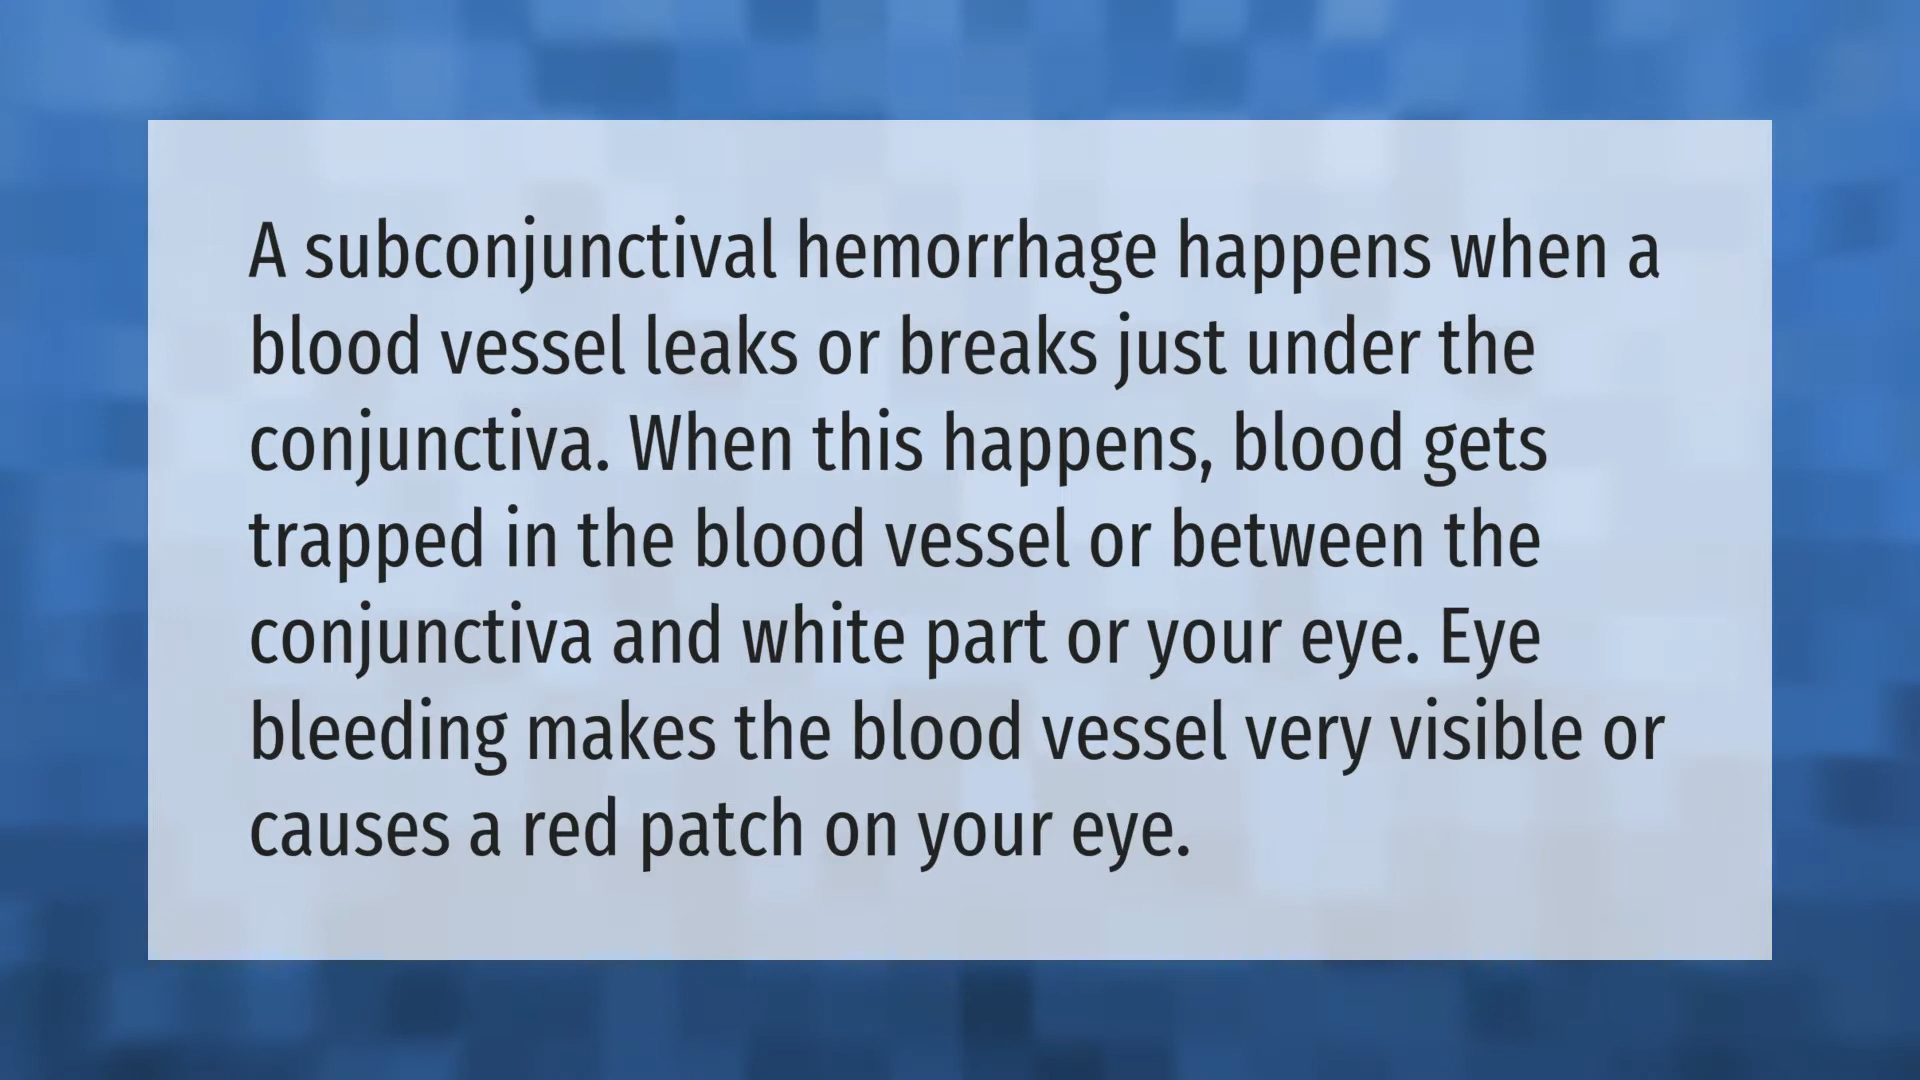 A subconjunctival hemorrhage happens when a
blood vessel leaks or breaks just under the
conjunctiva. When this happens, blood gets
trapped in the blood vessel or between the
conjunctiva and white part or your eye. Eye
bleeding makes the blood vessel very visible or
causes a red patch on your eye.